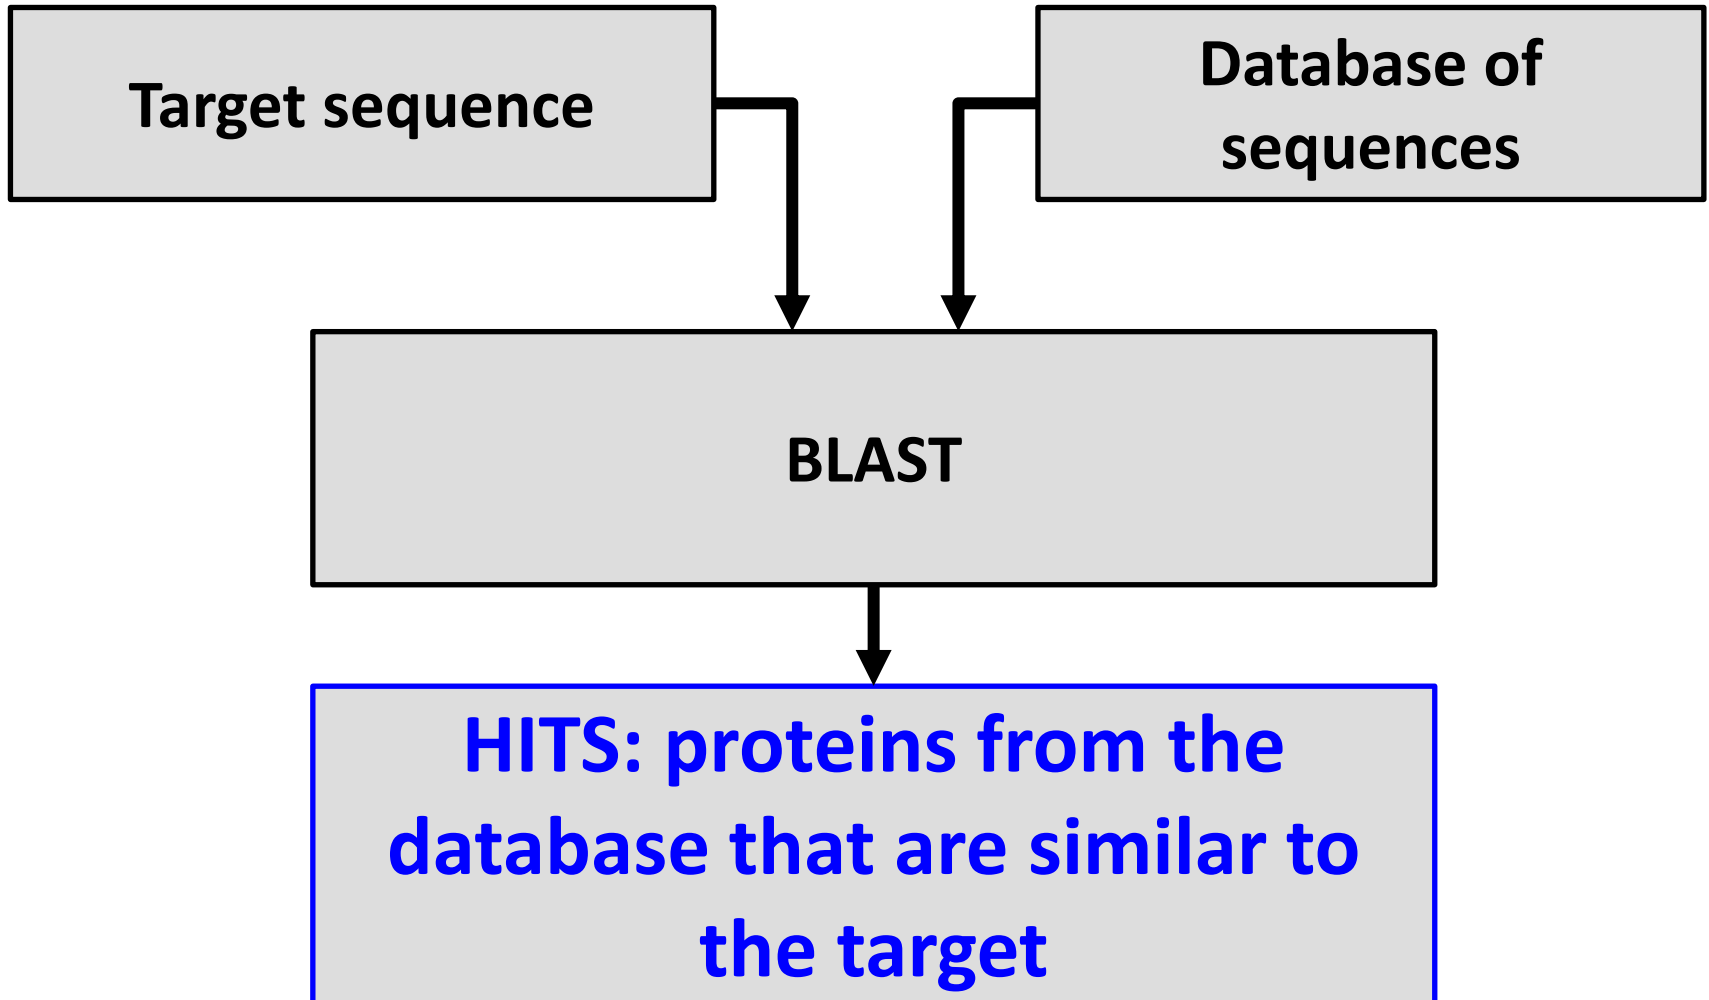 Target sequence
Database of
sequences
BLAST
HITS: proteins from the
database that are similar to
the target